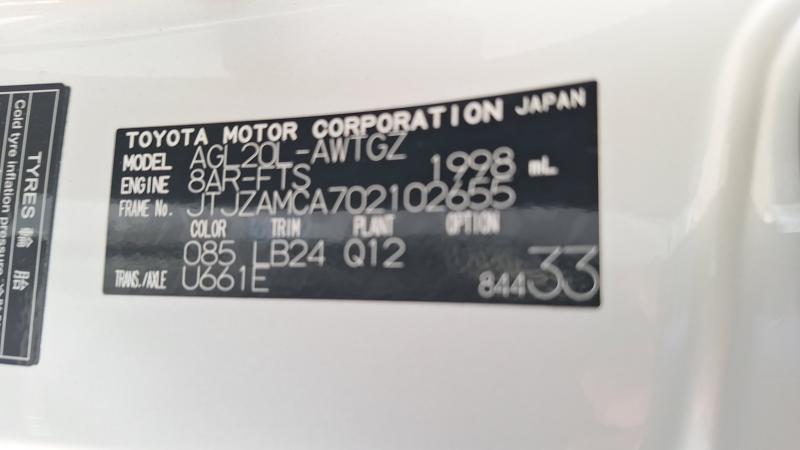 TYRES 輪胎
Cold tyre inflation pressure
TOYOTA MOTOR CORPORATION JAPAN
MODEL AGL20L-AWTGZ
ENGINE 8AR-FTS 1998 mL
FRAME No. JTJZAMCA702102655
COLOR TRIM PLANT OPTION
085 LB24 Q12
TRANS./AXLE U661E 84433